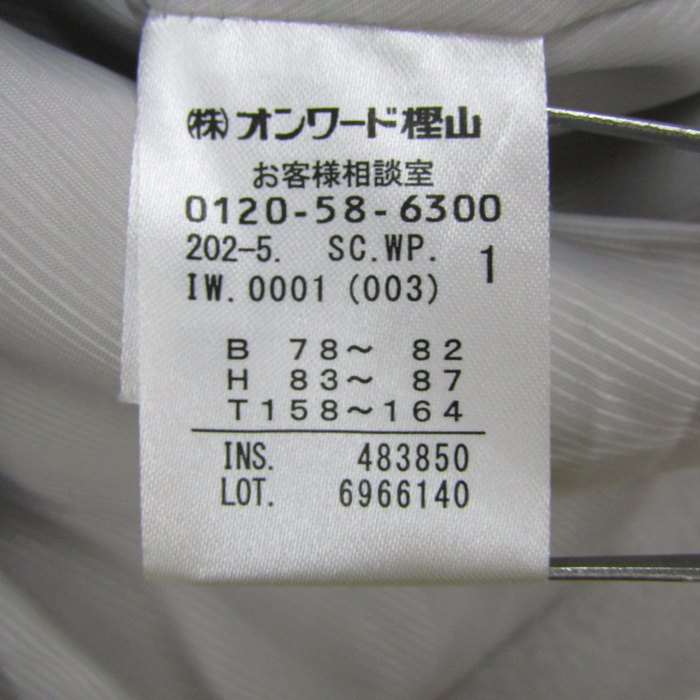 (株)オンワード樫山
お客様相談室
0120-58-6300
202-5. SC.WP. 1
IW.0001(003)
B 78～ 82
H 83～ 87
T158～164
INS. 483850
LOT. 6966140